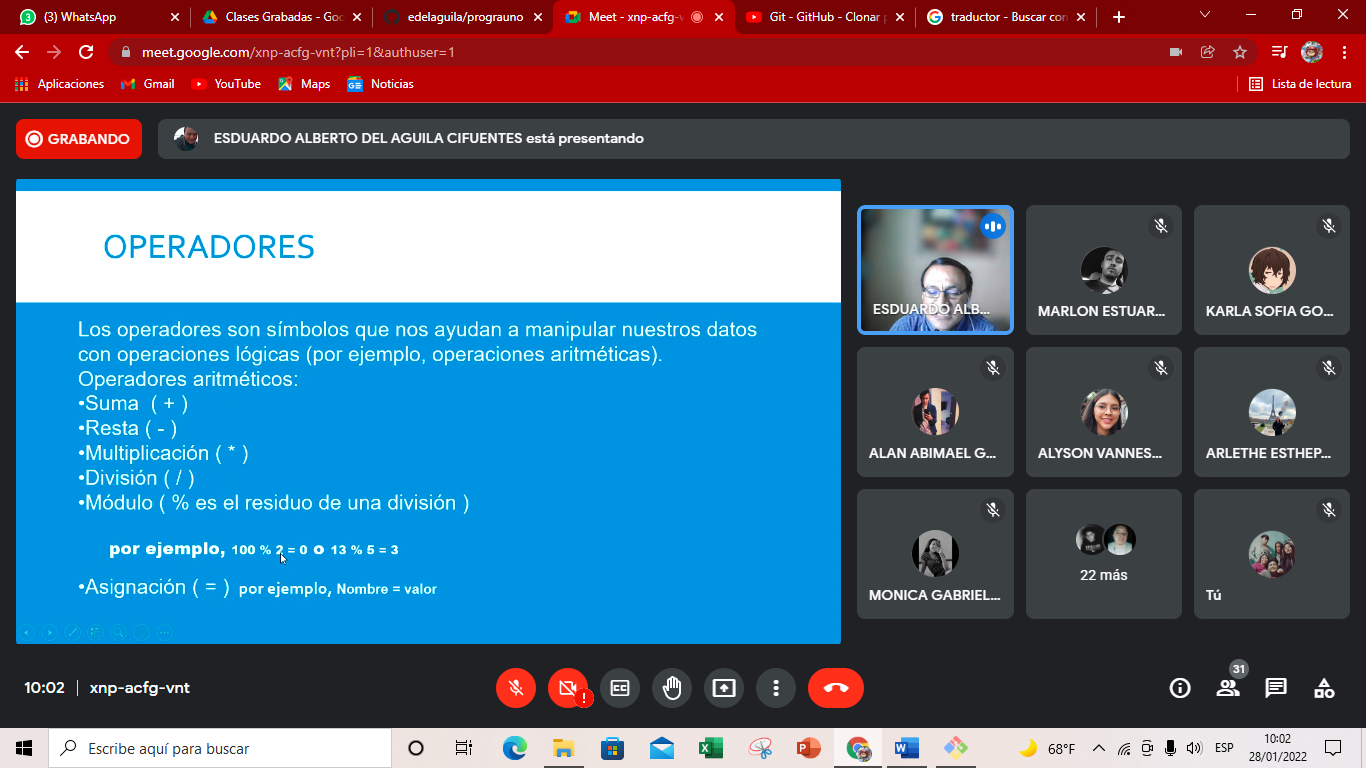 (3) WhatsApp
Clases Grabadas - Goo
edelaguila/prograuno
Meet - xnp-acfg-v
Git - GitHub - Clonar p
traductor - Buscar con
meet.google.com/xnp-acfg-vnt?pli=1&authuser=1
Aplicaciones
Gmail
YouTube
Maps
Noticias
Lista de lectura
GRABANDO
ESDUARDO ALBERTO DEL AGUILA CIFUENTES está presentando
OPERADORES
Los operadores son símbolos que nos ayudan a manipular nuestros datos
con operaciones lógicas (por ejemplo, operaciones aritméticas).
Operadores aritméticos:
•Suma ( + )
•Resta ( - )
•Multiplicación ( * )
•División ( / )
•Módulo ( % es el residuo de una división )
por ejemplo, 100 % 2 = 0 o 13 % 5 = 3
•Asignación ( = ) por ejemplo, Nombre = valor
ESDUARDO ALB...
MARLON ESTUAR...
KARLA SOFIA GO...
ALAN ABIMAEL G...
ALYSON VANNES...
ARLETHE ESTHEP...
MONICA GABRIEL...
22 más
Tú
10:02 | xnp-acfg-vnt
31
Escribe aquí para buscar
68°F
ESP
10:02
28/01/2022